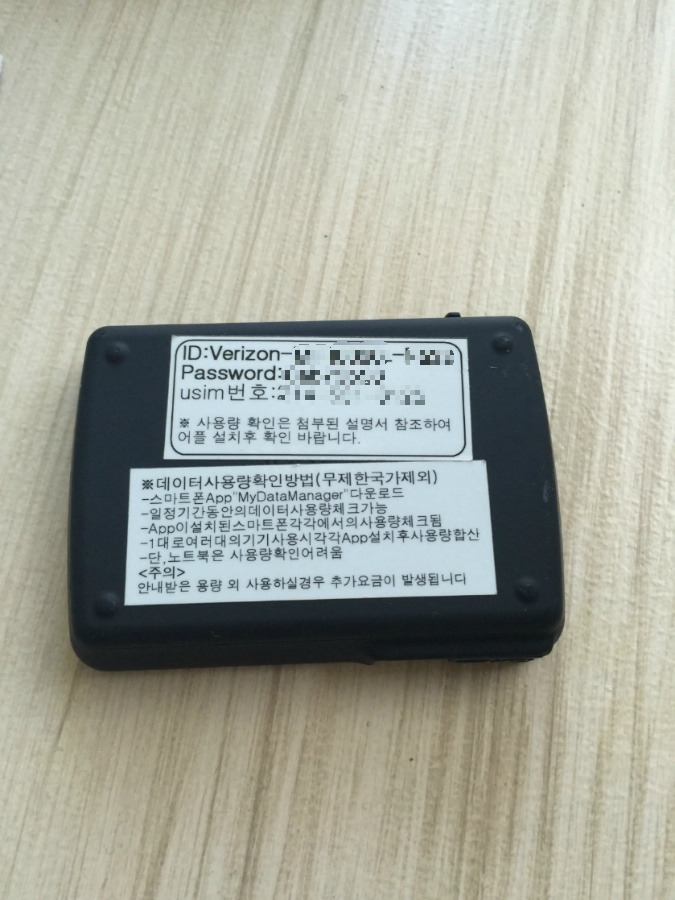 ID:Verizon-
Password:
usim번호:
※ 사용량 확인은 첨부된 설명서 참조하여
어플 설치후 확인 바랍니다.
※데이터사용량확인방법(무제한국가제외)
-스마트폰App"MyDataManager"다운로드
-일정기간동안의데이터사용량체크가능
-App이설치된스마트폰각각에서의사용량체크됨
-1대로여러대의기기사용시각각App설치후사용량합산
-단,노트북은 사용량확인어려움
<주의>
안내받은 용량 외 사용하실경우 추가요금이 발생됩니다